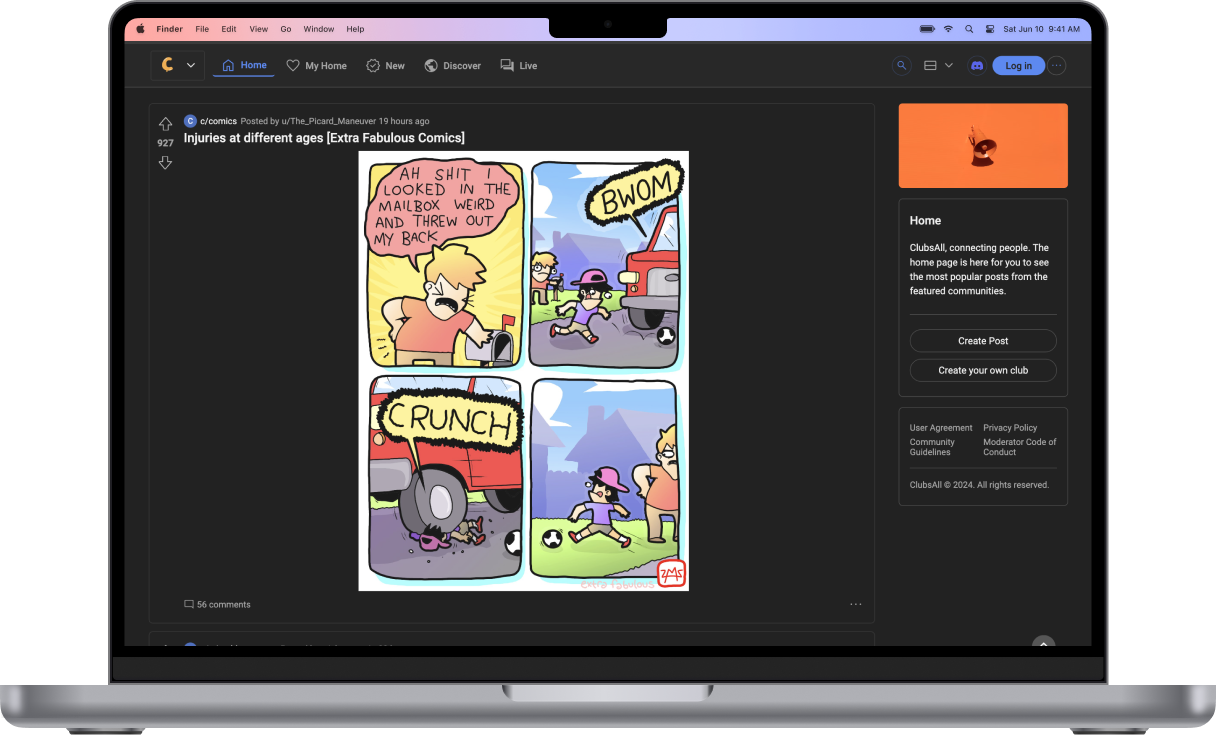 Finder File Edit View Go Window Help
Sat Jun 10 9:41 AM
Home My Home New Discover Live
Log in
c/comics Posted by u/The_Picard_Maneuver 19 hours ago
927
Injuries at different ages [Extra Fabulous Comics]
AH SHIT I
LOOKED IN THE
MAILBOX WEIRD
AND THREW OUT
MY BACK
BWOM
CRUNCH
extra fabulous
ZMS
56 comments
Home
ClubsAll, connecting people. The
home page is here for you to see
the most popular posts from the
featured communities.
Create Post
Create your own club
User Agreement Privacy Policy
Community Guidelines
Moderator Code of Conduct
ClubsAll © 2024. All rights reserved.